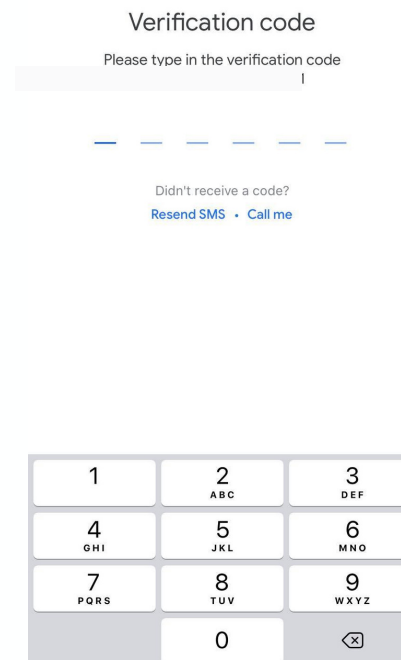 Verification code
Please type in the verification code
Didn't receive a code?
Resend SMS • Call me
1
2
ABC
3
DEF
4
GHI
5
JKL
6
MNO
7
PQRS
8
TUV
9
WXYZ
0